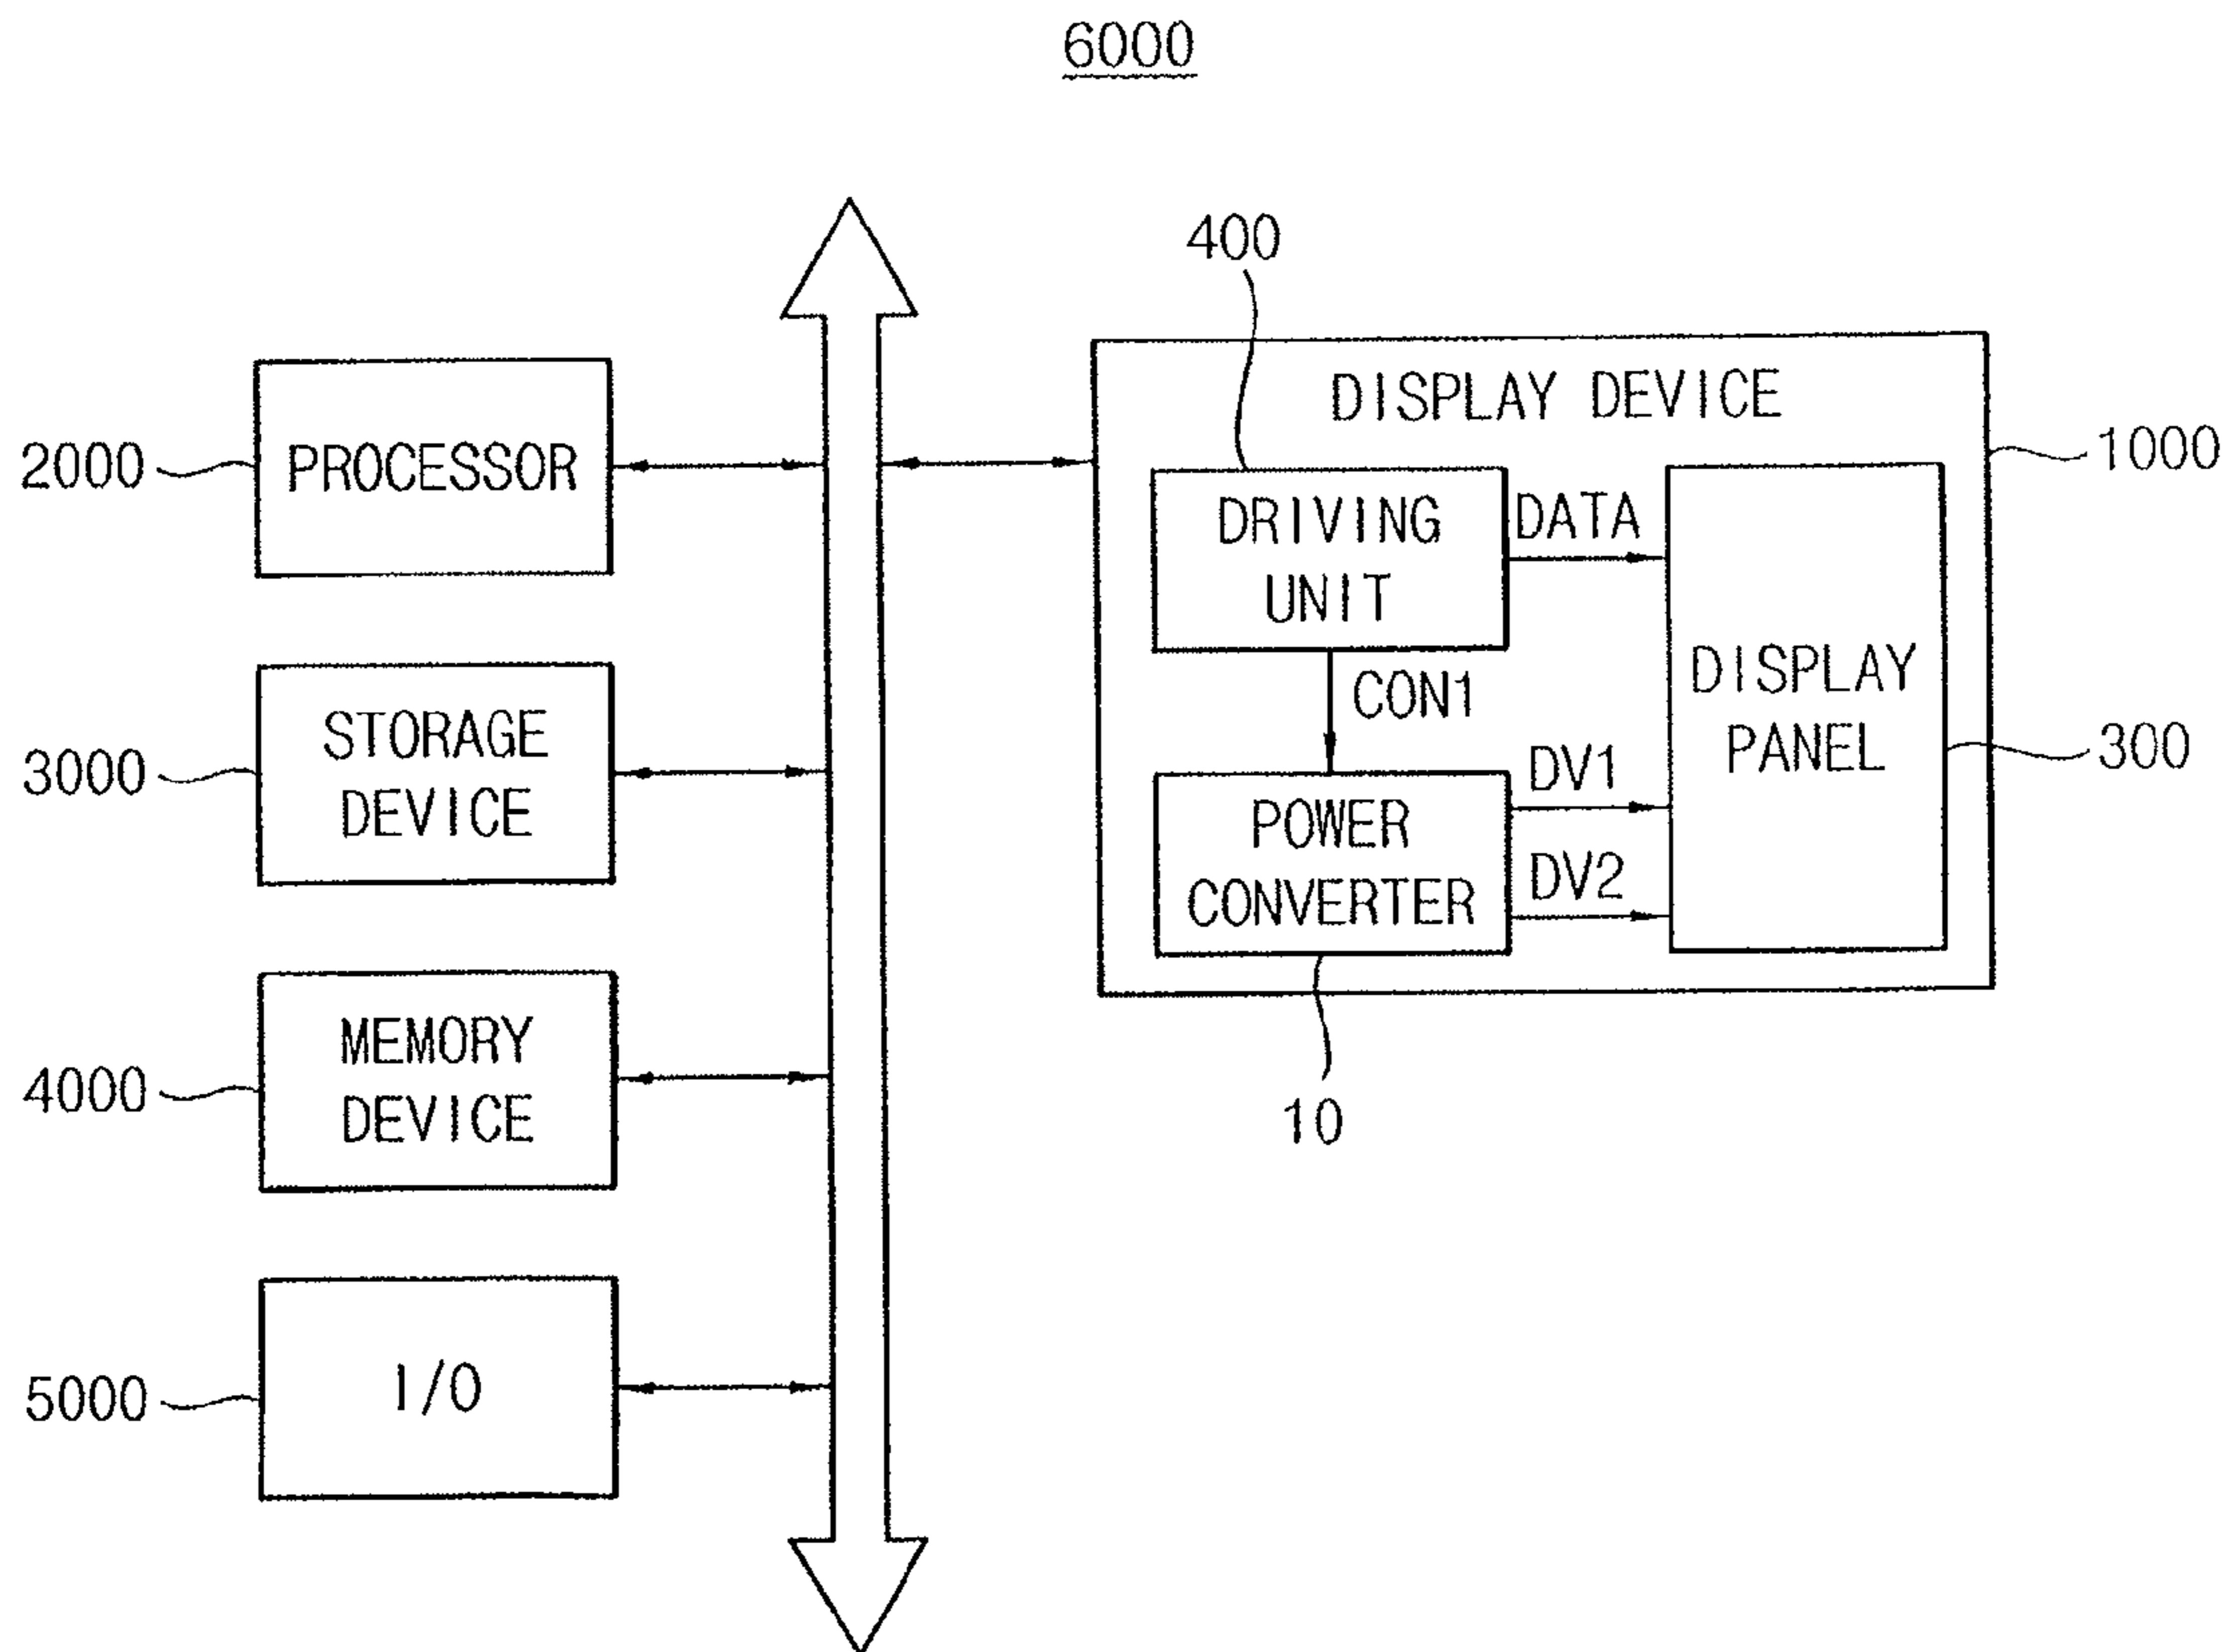 6000
400
DISPLAY DEVICE
1000
2000
PROCESSOR
DRIVING
UNIT
DATA
DISPLAY
PANEL
300
CON1
3000
STORAGE
DEVICE
POWER
CONVERTER
DV1
DV2
10
4000
MEMORY
DEVICE
5000
I/O